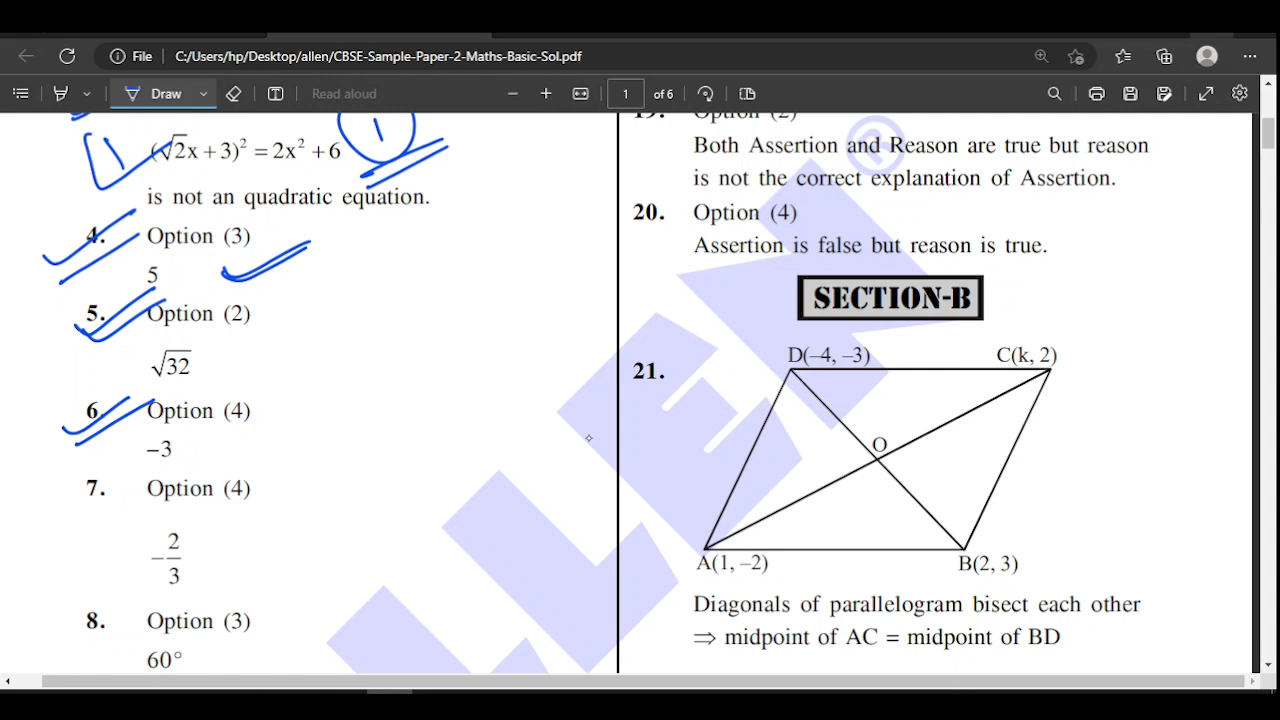 File
C:/Users/hp/Desktop/allen/CBSE-Sample-Paper-2-Maths-Basic-Sol.pdf
Draw
Read aloud
1 of 6
(√2x + 3)² = 2x² + 6
1
is not an quadratic equation.
4. Option (3)
5
5. Option (2)
√32
6. Option (4)
–3
7. Option (4)
–2/3
8. Option (3)
60°
19. Option (2)
Both Assertion and Reason are true but reason
is not the correct explanation of Assertion.
20. Option (4)
Assertion is false but reason is true.
SECTION-B
21.
D(–4, –3) C(k, 2)
O
A(1, –2) B(2, 3)
Diagonals of parallelogram bisect each other
⇒ midpoint of AC = midpoint of BD
ALLEN
®